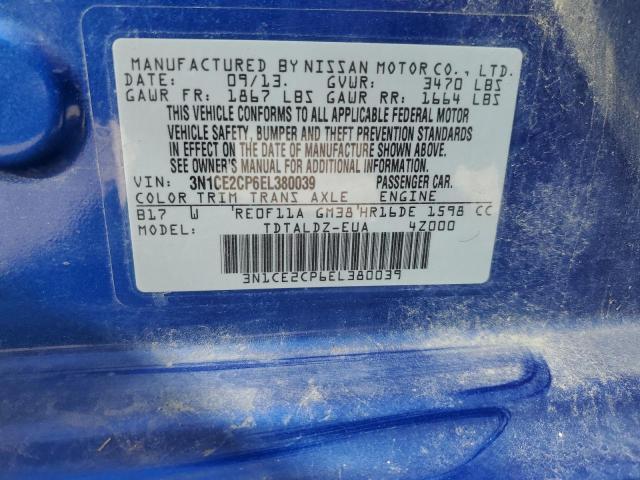 MANUFACTURED BY NISSAN MOTOR CO., LTD.
DATE: 09/13. GVWR: 3470 LBS
GAWR FR: 1867 LBS GAWR RR: 1664 LBS
THIS VEHICLE CONFORMS TO ALL APPLICABLE FEDERAL MOTOR
VEHICLE SAFETY, BUMPER AND THEFT PREVENTION STANDARDS
IN EFFECT ON THE DATE OF MANUFACTURE SHOWN ABOVE.
SEE OWNER'S MANUAL FOR ADDITIONAL INFORMATION.
VIN: 3N1CE2CP6EL380039 PASSENGER CAR.
COLOR TRIM TRANS AXLE ENGINE
B17 W RE0F11A GM38 HR16DE 1598 CC
MODEL: TDTALDZ-EUA 4Z000
3N1CE2CP6EL380039